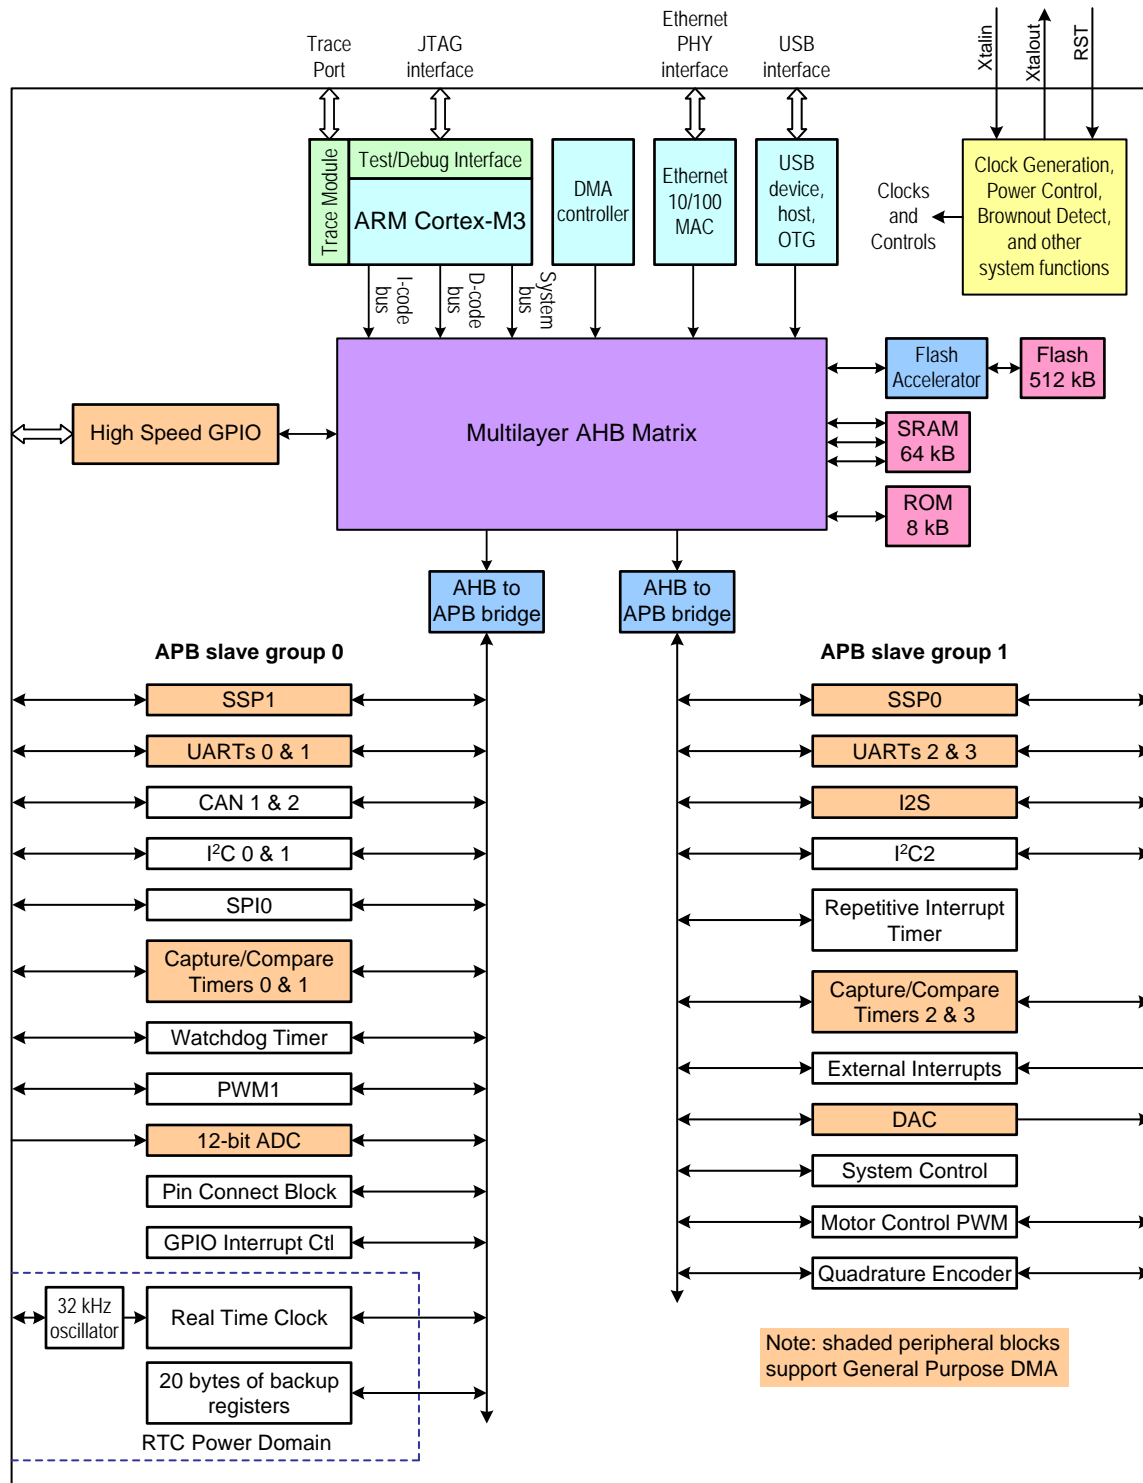 Trace
Port
JTAG
interface
Ethernet
PHY
interface
USB
interface
Xtalin
Xtalout
RST
Trace Module
Test/Debug Interface
ARM Cortex-M3
DMA
controller
Ethernet
10/100
MAC
USB
device,
host,
OTG
Clocks
and
Controls
Clock Generation,
Power Control,
Brownout Detect,
and other
system functions
I-code
bus
D-code
bus
System
bus
High Speed GPIO
Multilayer AHB Matrix
Flash
Accelerator
Flash
512 kB
SRAM
64 kB
ROM
8 kB
AHB to
APB bridge
AHB to
APB bridge
APB slave group 0
SSP1
UARTs 0 & 1
CAN 1 & 2
I²C 0 & 1
SPI0
Capture/Compare
Timers 0 & 1
Watchdog Timer
PWM1
12-bit ADC
Pin Connect Block
GPIO Interrupt Ctl
32 kHz
oscillator
Real Time Clock
20 bytes of backup
registers
RTC Power Domain
APB slave group 1
SSP0
UARTs 2 & 3
I2S
I²C2
Repetitive Interrupt
Timer
Capture/Compare
Timers 2 & 3
External Interrupts
DAC
System Control
Motor Control PWM
Quadrature Encoder
Note: shaded peripheral blocks
support General Purpose DMA